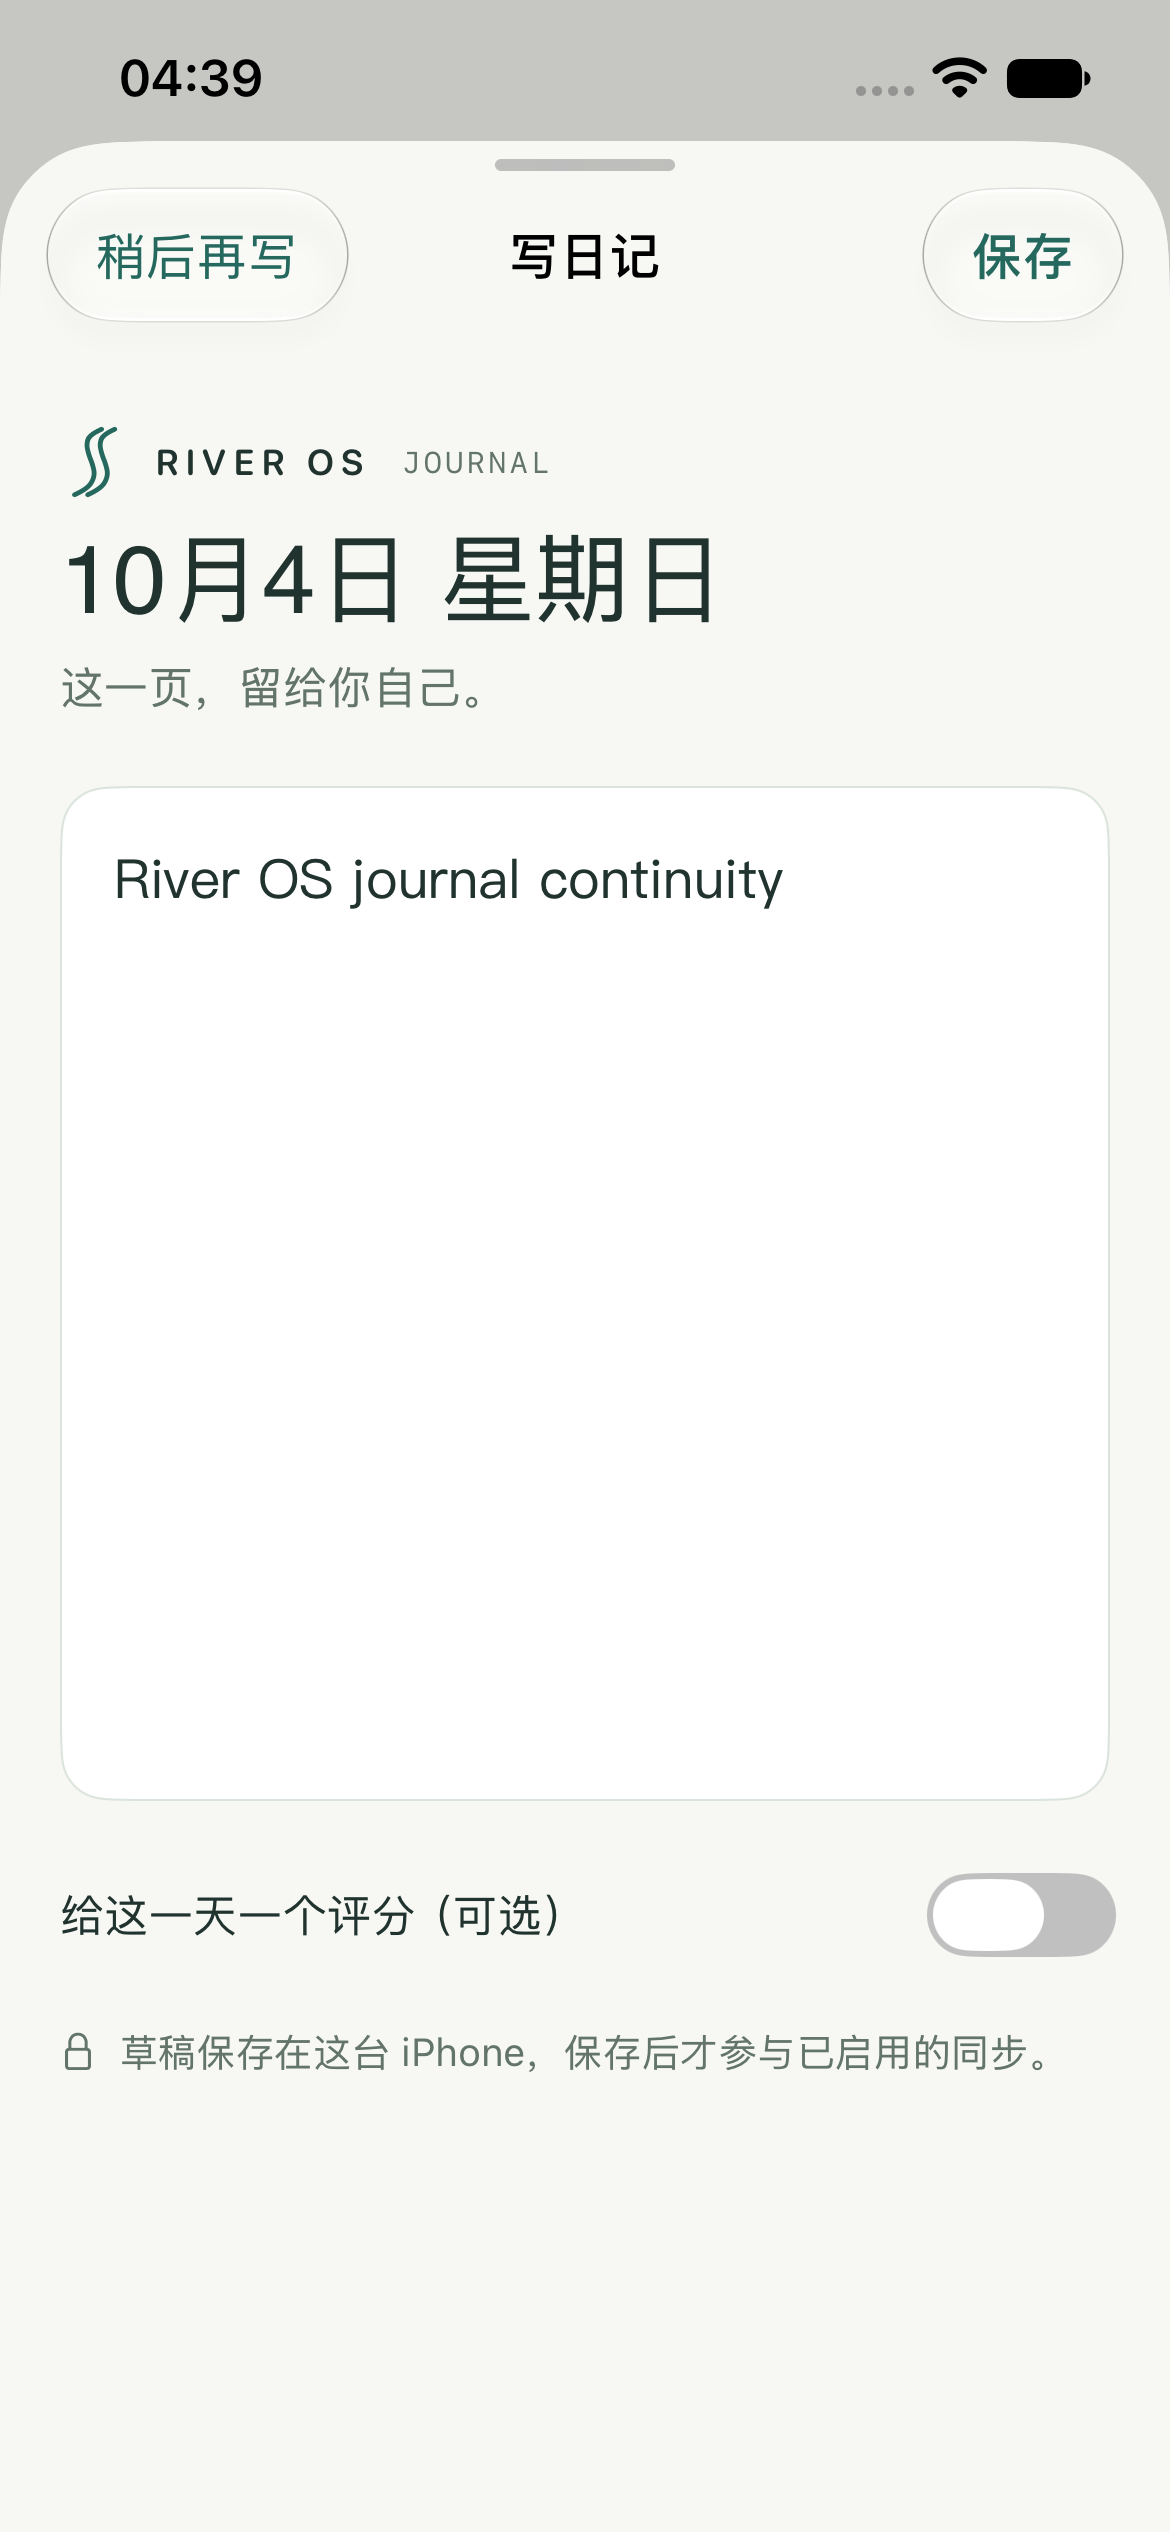 04:39
稍后再写 写日记 保存
RIVER OS JOURNAL
10月4日 星期日
这一页，留给你自己。
River OS journal continuity
给这一天一个评分（可选）
草稿保存在这台 iPhone，保存后才参与已启用的同步。